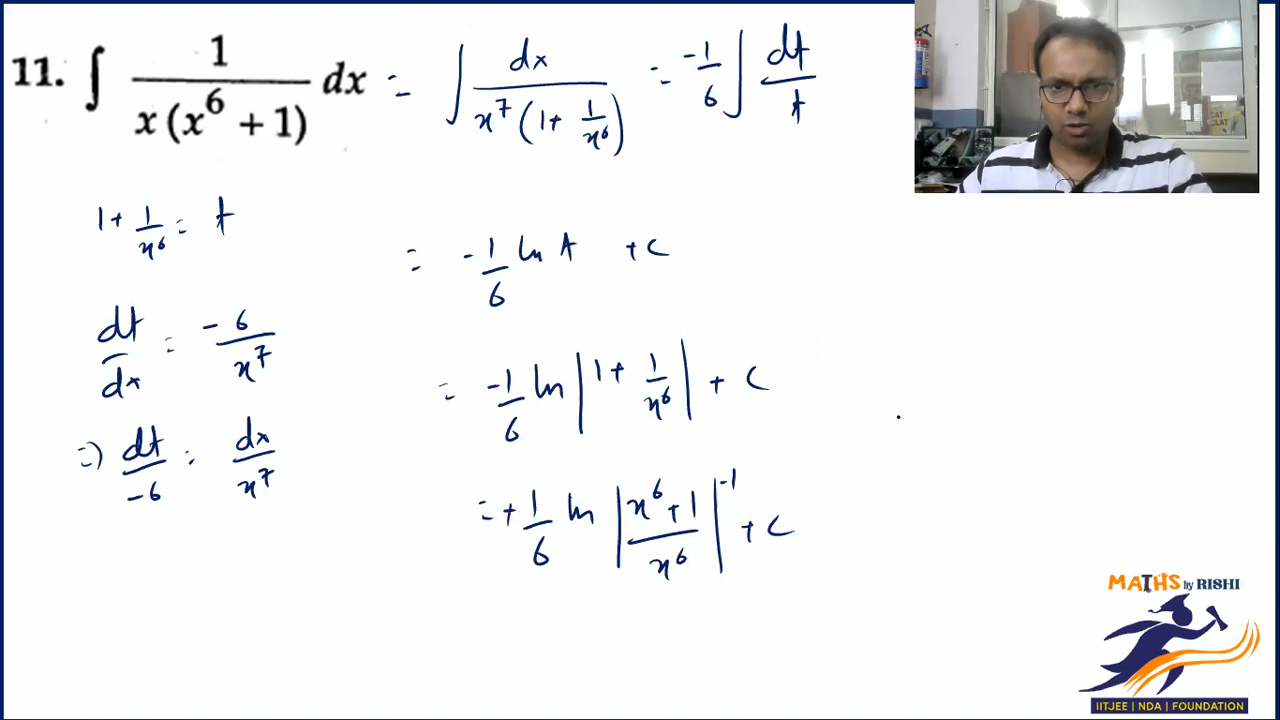 11. ∫ 1/(x(x⁶ + 1)) dx = ∫ dx/(x⁷(1 + 1/x⁶)) = -1/6 ∫ dt/t
1 + 1/x⁶ = t
= -1/6 ln t + c
dt/dx = -6/x⁷
= -1/6 ln |1 + 1/x⁶| + c
=) dt/-6 = dx/x⁷
= + 1/6 ln |(x⁶ + 1)/x⁶|⁻¹ + c
MATHS by RISHI
IITJEE | NDA | FOUNDATION